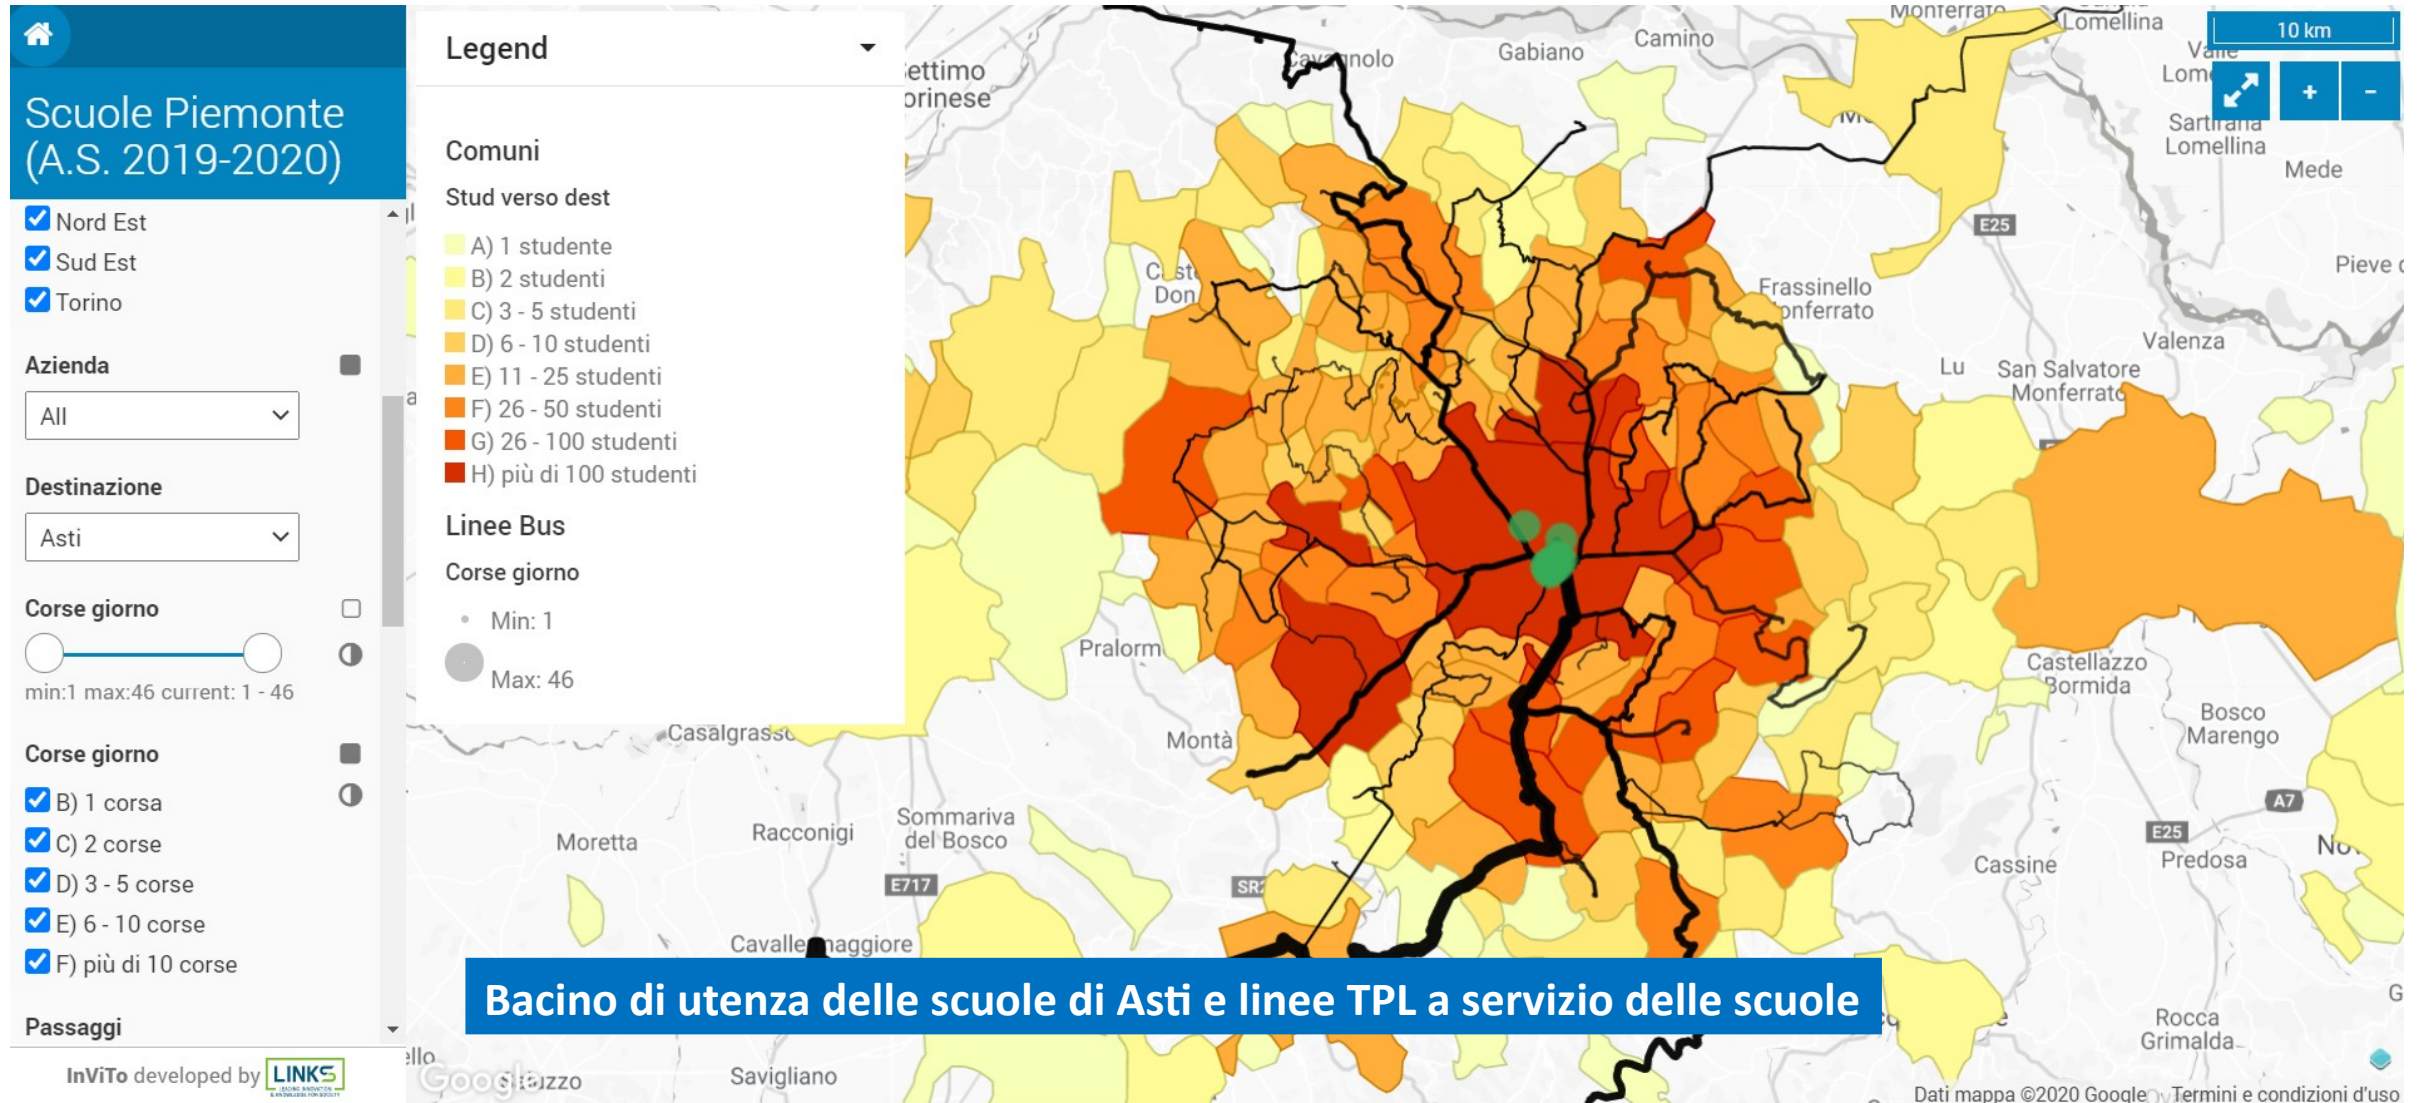 Scuole Piemonte
(A.S. 2019-2020)
Nord Est
Sud Est
Torino
Azienda
All
Destinazione
Asti
Corse giorno
min:1 max:46 current: 1 - 46
Corse giorno
B) 1 corsa
C) 2 corse
D) 3 - 5 corse
E) 6 - 10 corse
F) più di 10 corse
Passaggi
InViTo developed by LINKS
Legend
Comuni
Stud verso dest
A) 1 studente
B) 2 studenti
C) 3 - 5 studenti
D) 6 - 10 studenti
E) 11 - 25 studenti
F) 26 - 50 studenti
G) 26 - 100 studenti
H) più di 100 studenti
Linee Bus
Corse giorno
Min: 1
Max: 46
10 km
+
-
Monferrato
Lomellina
Camino
Gabiano
Cavagnolo
Sartirana
Lomellina
Mede
E25
Frassinello
Valenza
Lu
San Salvatore
Monferrato
Castellazzo
Bormida
Bosco
Marengo
A7
E25
Predosa
Cassine
Rocca
Grimalda
Montà
Casalgrasso
Sommariva
del Bosco
Racconigi
Moretta
E717
Cavallermaggiore
Savigliano
Bacino di utenza delle scuole di Asti e linee TPL a servizio delle scuole
Google
Dati mappa ©2020 Google
Termini e condizioni d'uso